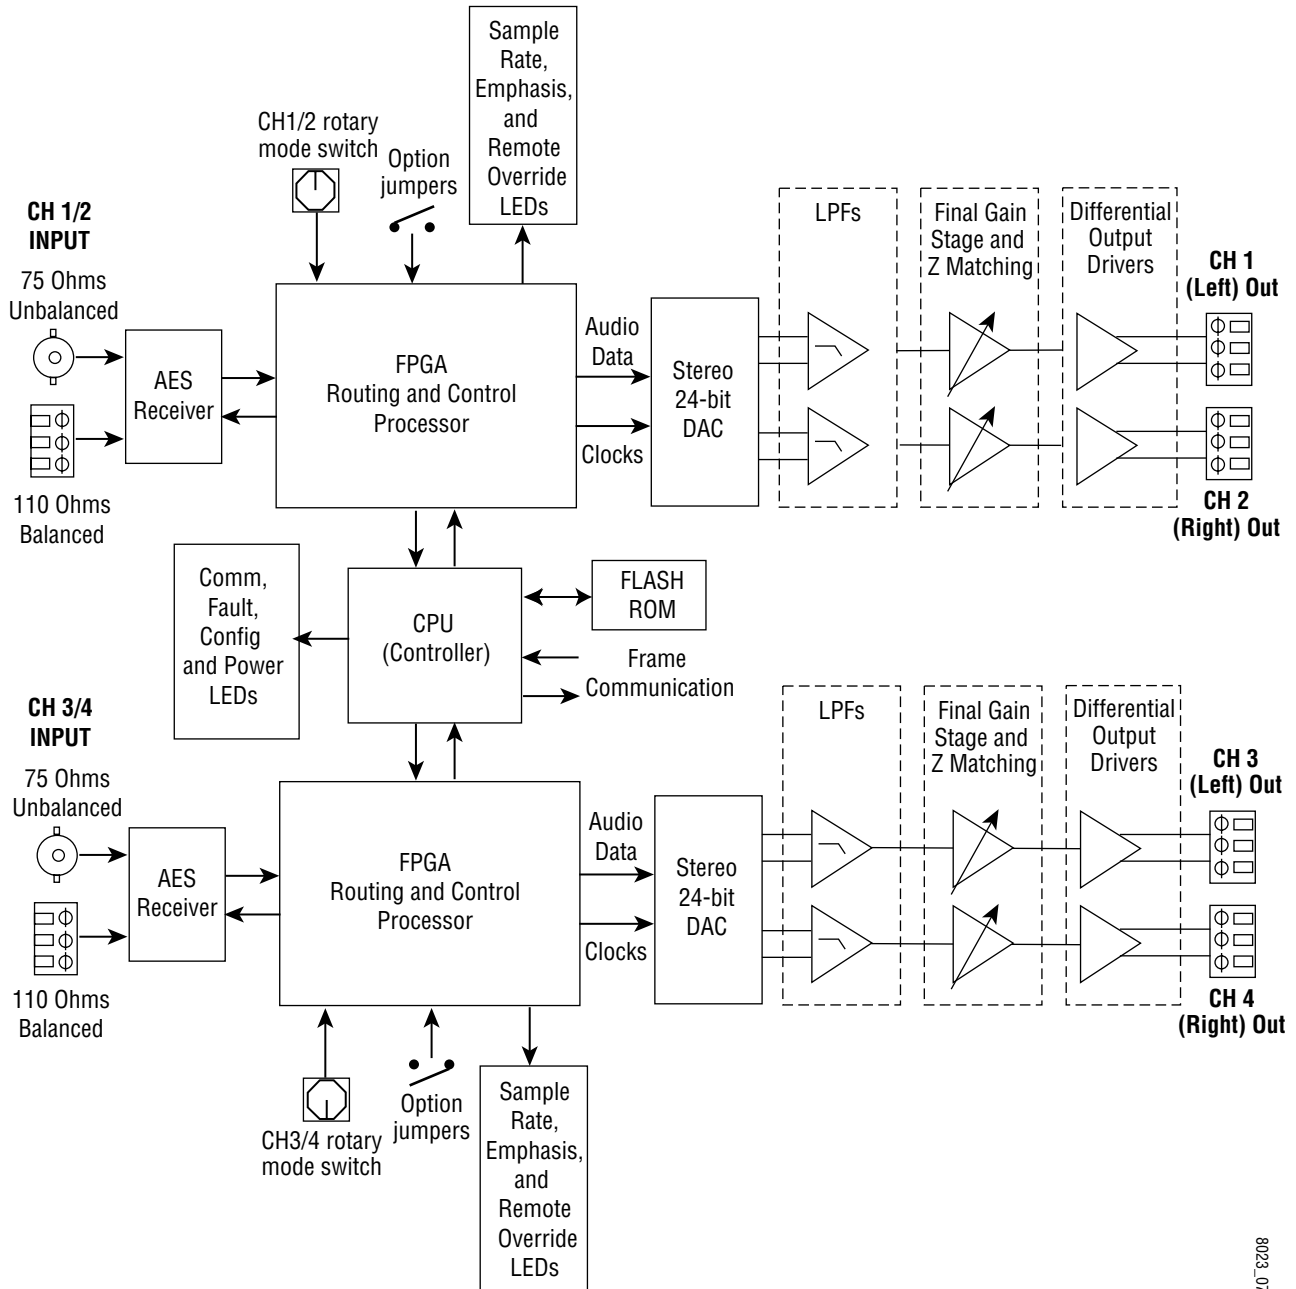 Sample
Rate,
Emphasis,
and
Remote
Override
LEDs
CH1/2 rotary
mode switch
Option
jumpers
CH 1/2
INPUT
75 Ohms
Unbalanced
AES
Receiver
110 Ohms
Balanced
FPGA
Routing and Control
Processor
Audio
Data
Clocks
Stereo
24-bit
DAC
LPFs
Final Gain
Stage and
Z Matching
Differential
Output
Drivers
CH 1
(Left) Out
CH 2
(Right) Out
Comm,
Fault,
Config
and Power
LEDs
CPU
(Controller)
FLASH
ROM
Frame
Communication
CH 3/4
INPUT
75 Ohms
Unbalanced
AES
Receiver
110 Ohms
Balanced
FPGA
Routing and Control
Processor
Audio
Data
Clocks
Stereo
24-bit
DAC
LPFs
Final Gain
Stage and
Z Matching
Differential
Output
Drivers
CH 3
(Left) Out
CH 4
(Right) Out
CH3/4 rotary
mode switch
Option
jumpers
Sample
Rate,
Emphasis,
and
Remote
Override
LEDs
8023_07